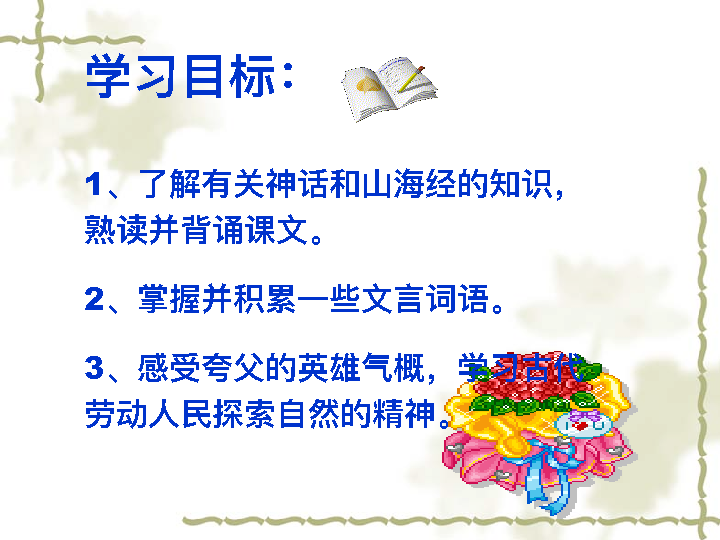 学习目标：
1、了解有关神话和山海经的知识，
熟读并背诵课文。
2、掌握并积累一些文言词语。
3、感受夸父的英雄气概，学习古代
劳动人民探索自然的精神。